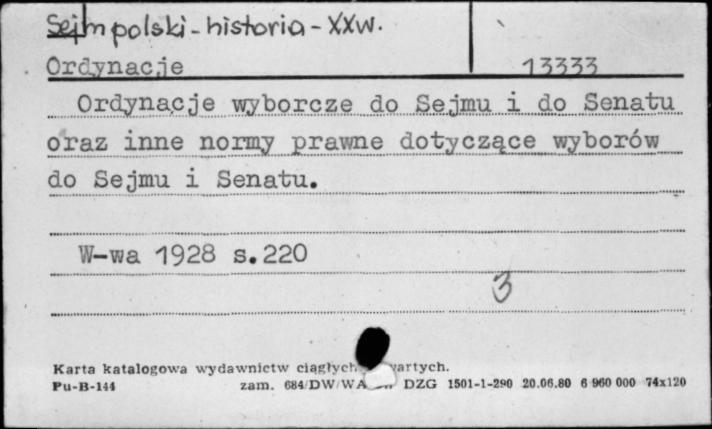 Sejm polski - historia - XXw.
Ordynacje 13333
Ordynacje wyborcze do Sejmu i do Senatu
oraz inne normy prawne dotyczące wyborów
do Sejmu i Senatu.
W-wa 1928 s.220
3
Karta katalogowa wydawnictw ciągłych
Pu-B-144 zam. 684/DW/WA DZG 1501-1-290 20.06.80 6 960 000 74x120